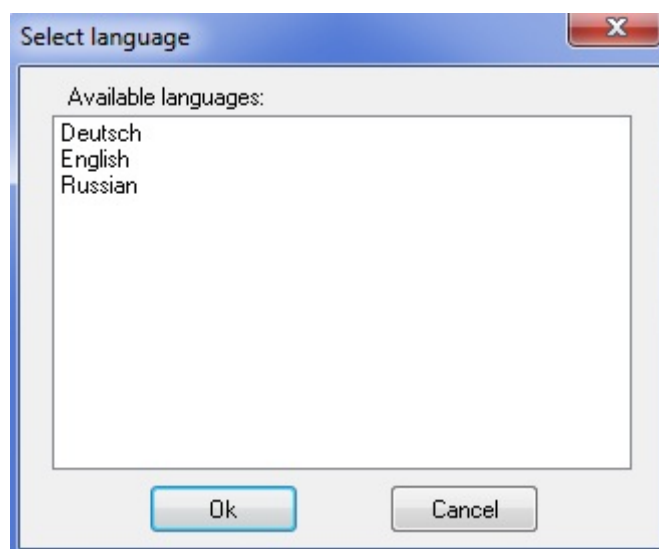 Select language
Available languages:
Deutsch
English
Russian
Ok
Cancel